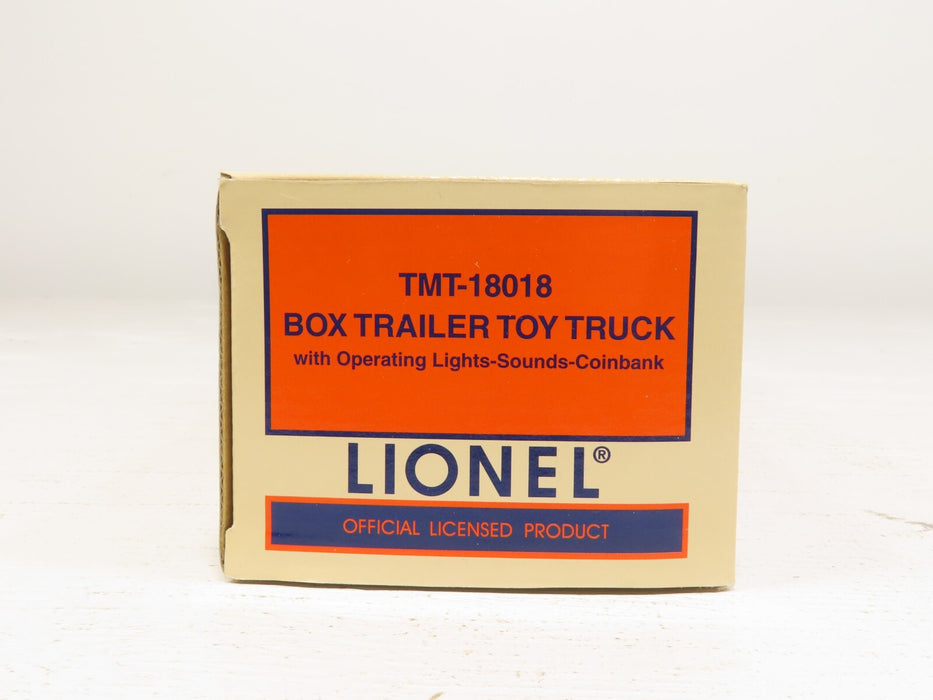 TMT-18018
BOX TRAILER TOY TRUCK
with Operating Lights-Sounds-Coinbank
LIONEL®
OFFICIAL LICENSED PRODUCT